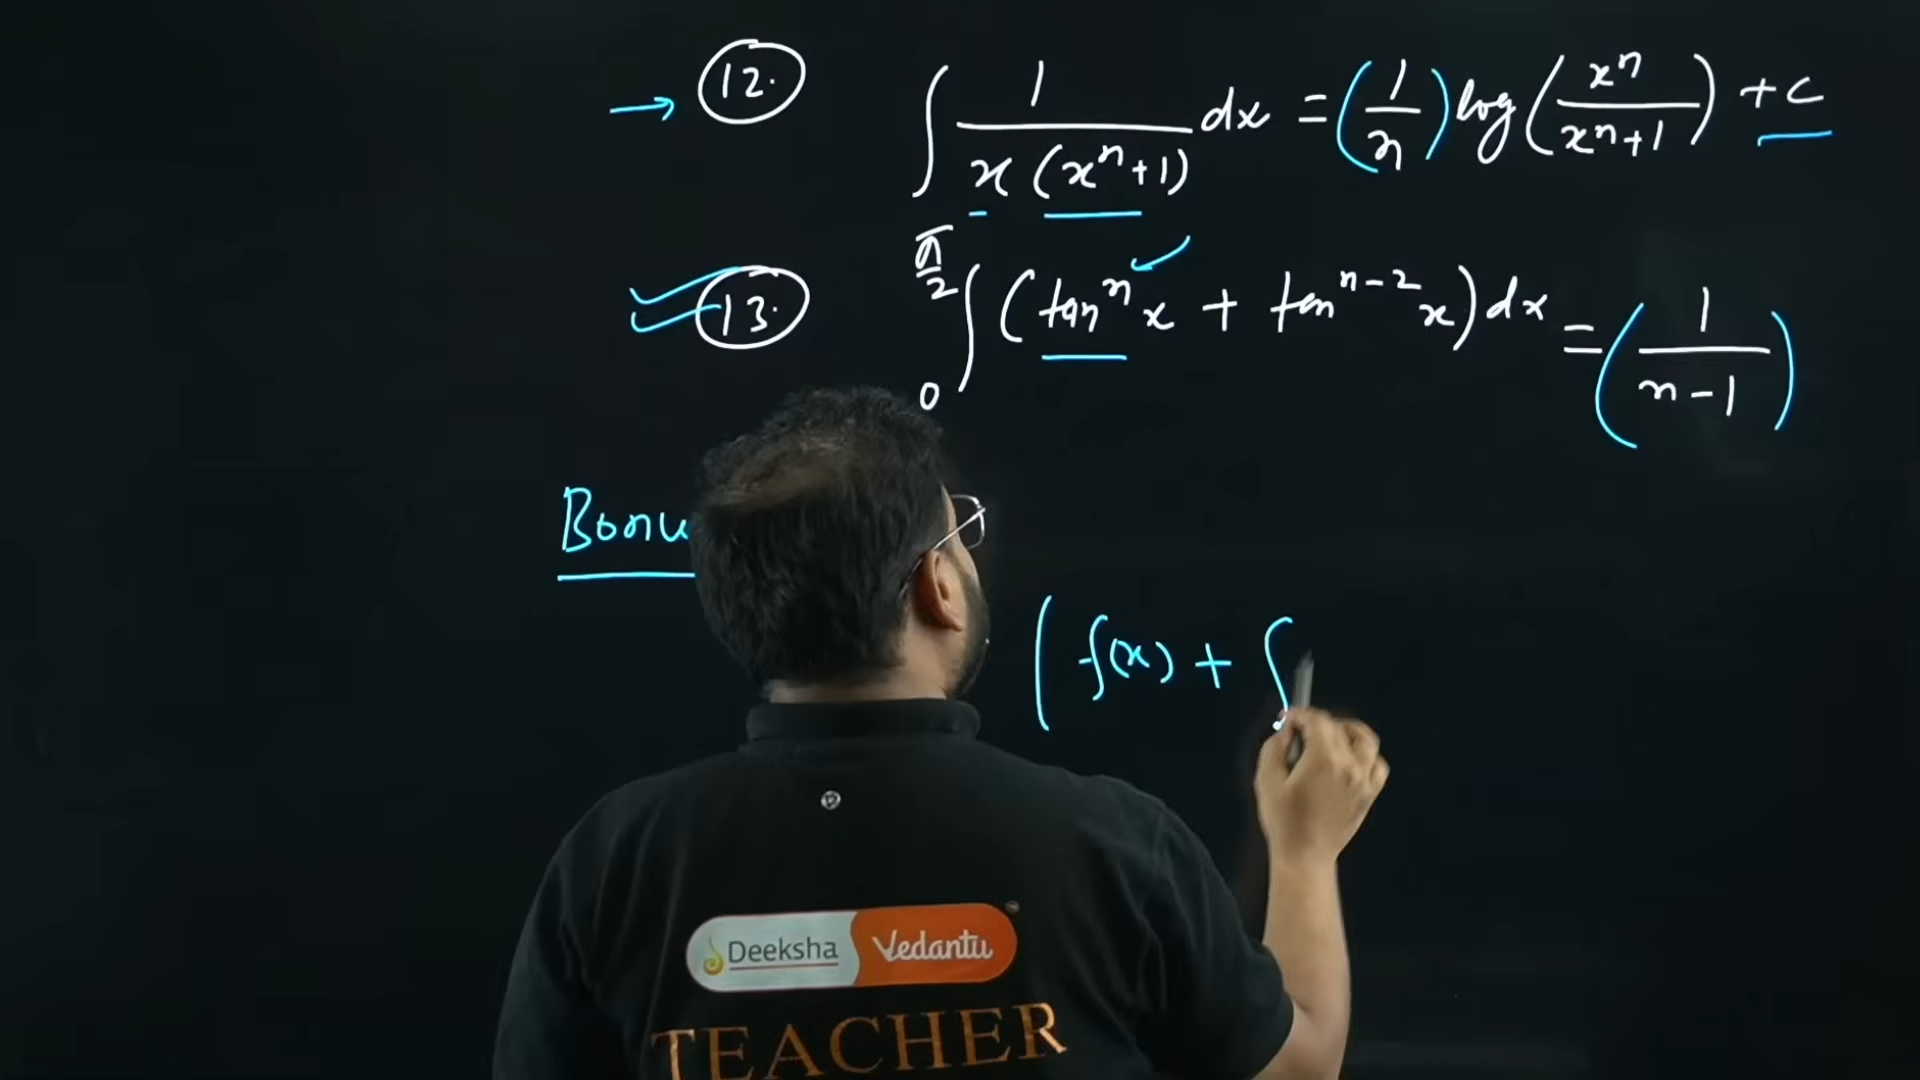 12. ∫ 1/(x(xⁿ+1)) dx = (1/n) log(xⁿ/(xⁿ+1)) + c
13. ∫₀^(π/2) (tanⁿx + tanⁿ⁻²x) dx = (1/(n-1))
Bonu
( f(x) + ∫
Deeksha Vedantu
TEACHER